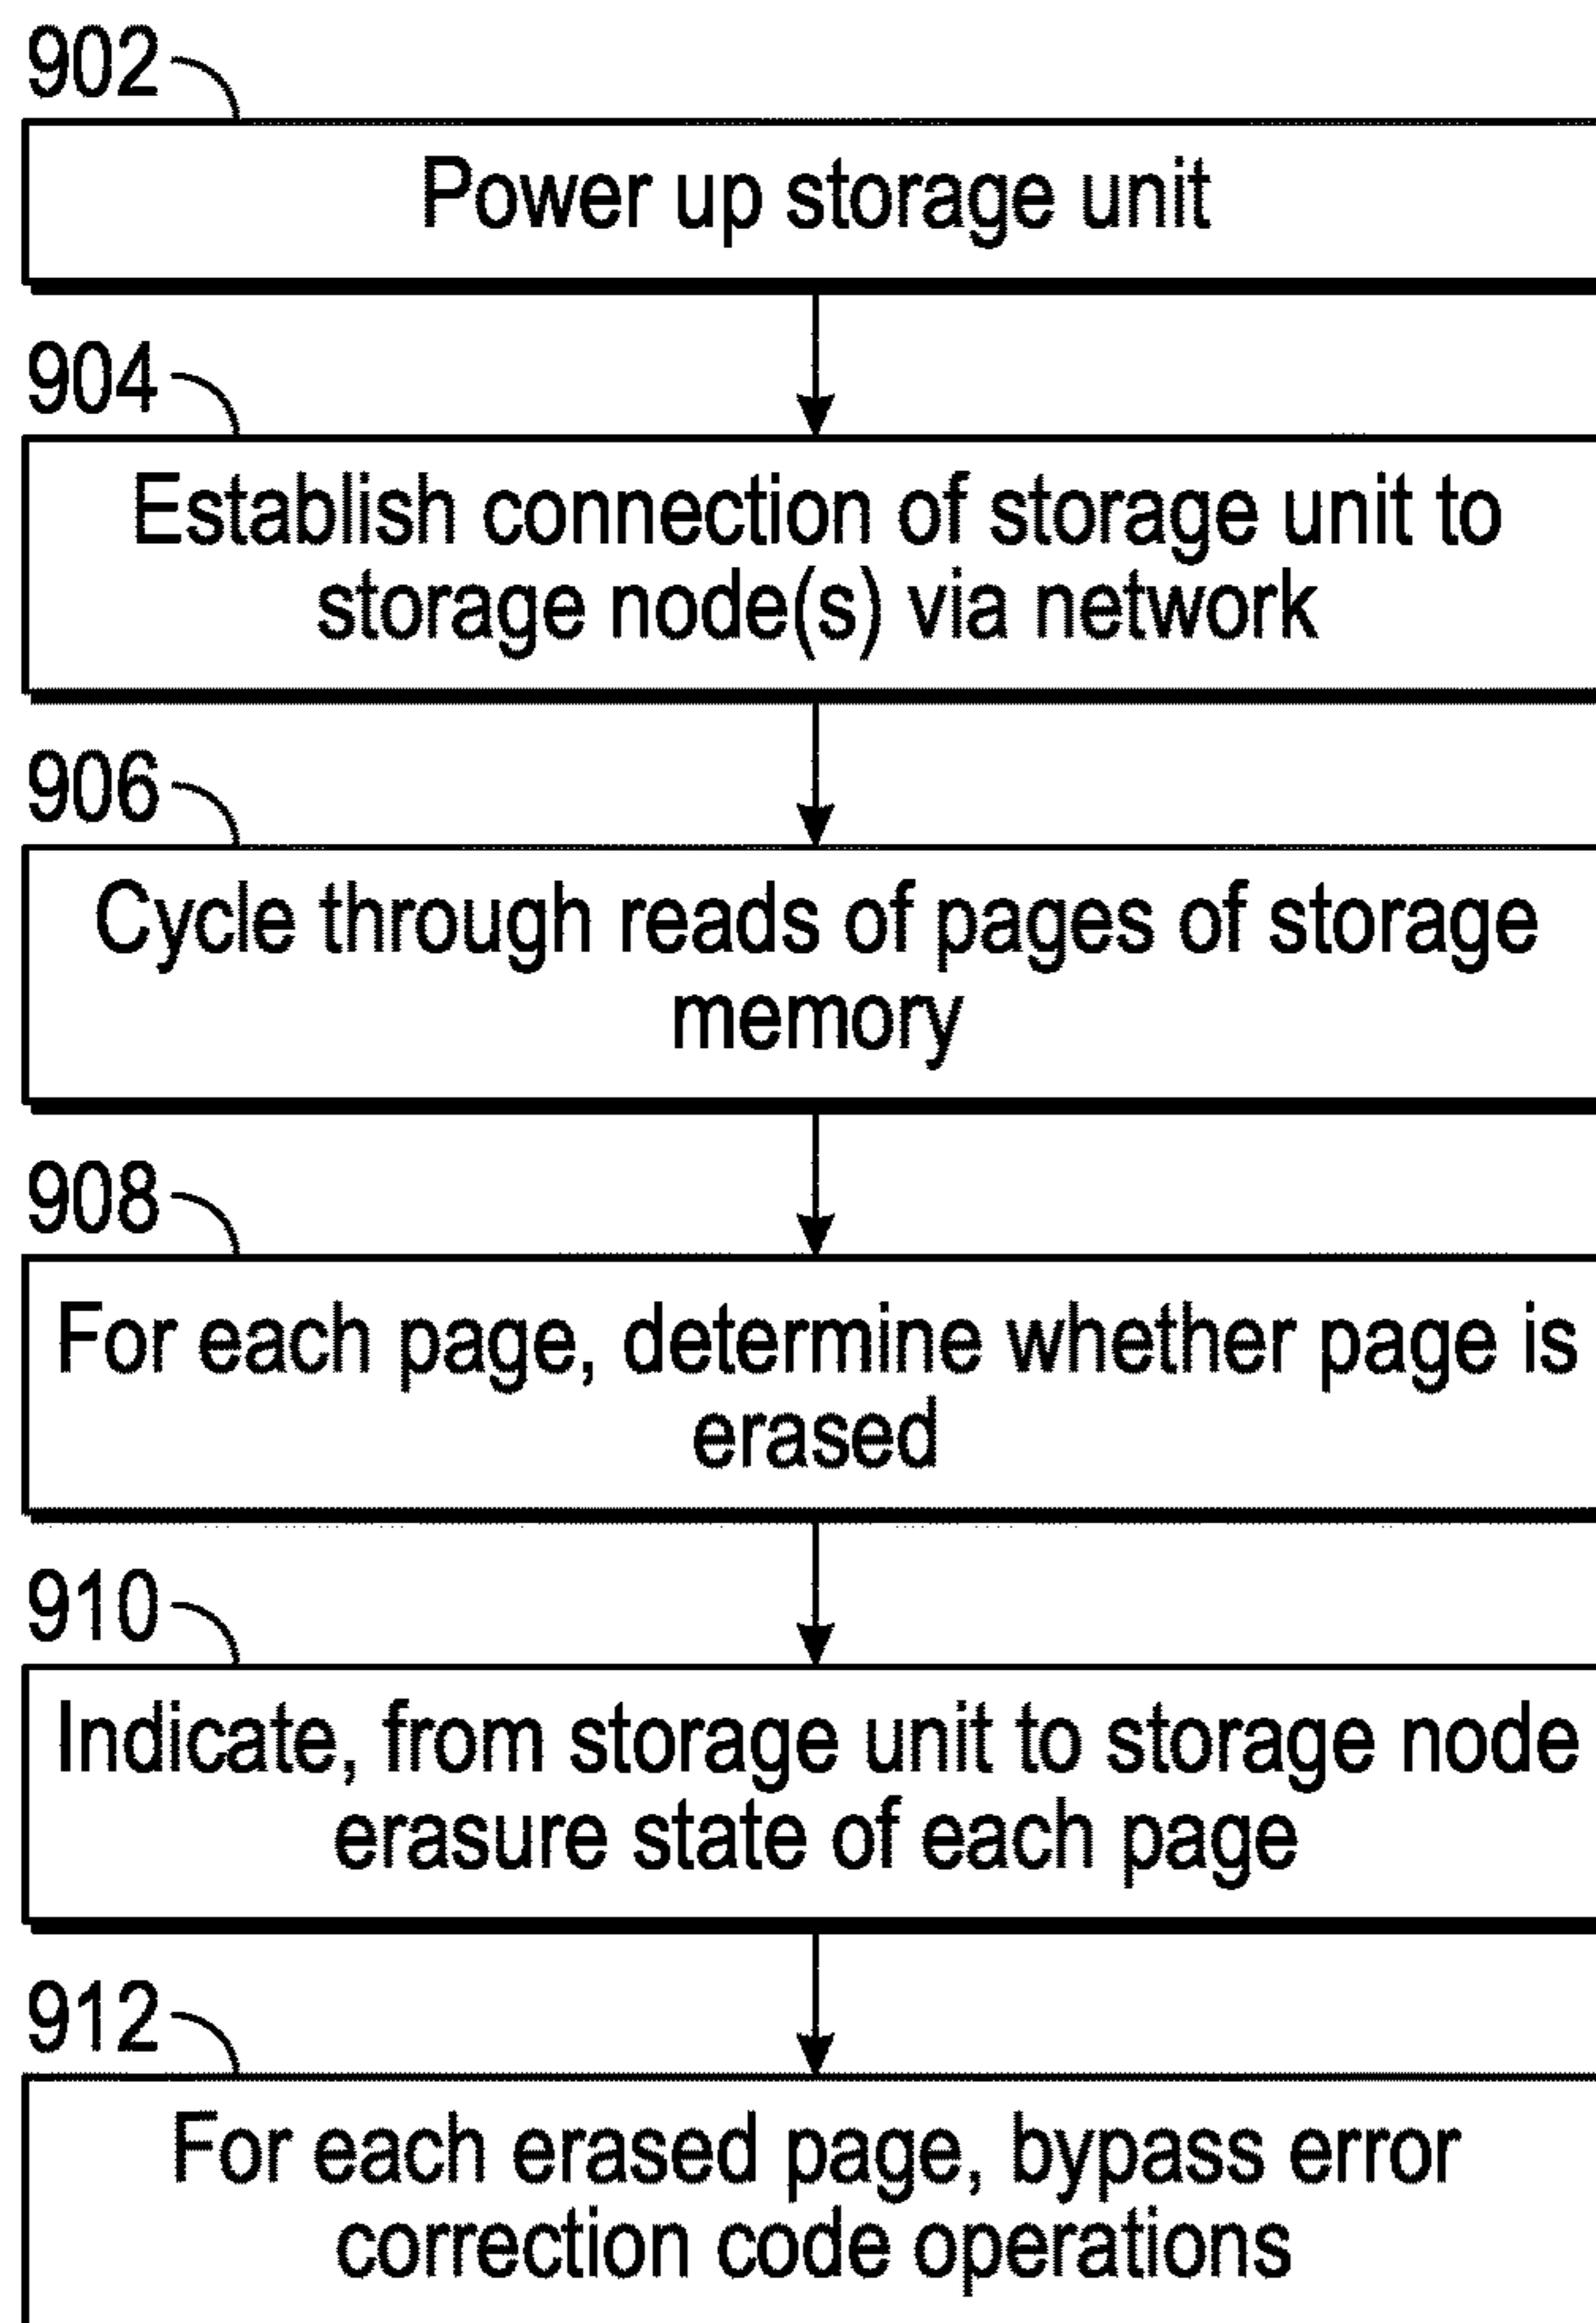 902
Power up storage unit
904
Establish connection of storage unit to
storage node(s) via network
906
Cycle through reads of pages of storage
memory
908
For each page, determine whether page is
erased
910
Indicate, from storage unit to storage node
erasure state of each page
912
For each erased page, bypass error
correction code operations